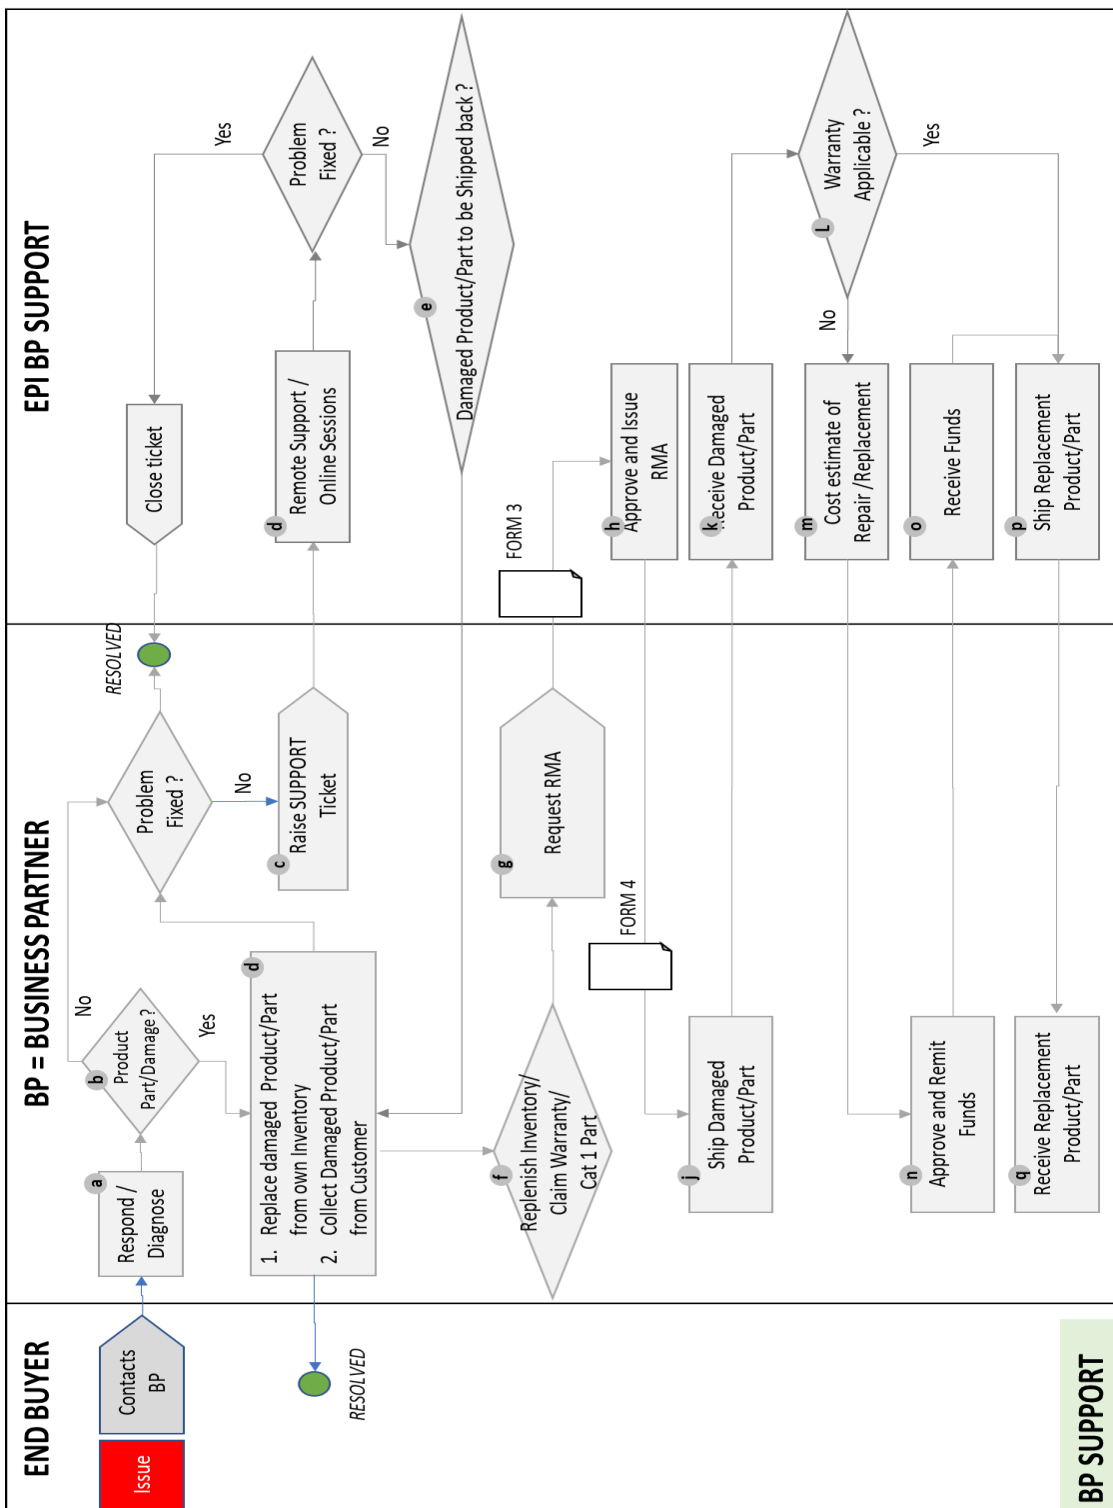 END BUYER
BP = BUSINESS PARTNER
EPI BP SUPPORT
Issue
Contacts
BP
a
Respond /
Diagnose
b
Product
Part/Damage ?
No
Yes
Problem
Fixed ?
No
RESOLVED
Close ticket
Yes
Problem
Fixed ?
No
d
1. Replace damaged Product/Part
from own Inventory
2. Collect Damaged Product/Part
from Customer
RESOLVED
c
Raise SUPPORT
Ticket
d
Remote Support /
Online Sessions
e
Damaged Product/Part to be Shipped back ?
f
Replenish Inventory/
Claim Warranty/
Cat 1 Part
g
Request RMA
FORM 3
h
Approve and Issue
RMA
FORM 4
j
Ship Damaged
Product/Part
k
Receive Damaged
Product/Part
L
Warranty
Applicable ?
No
Yes
m
Cost estimate of
Repair /Replacement
n
Approve and Remit
Funds
o
Receive Funds
p
Ship Replacement
Product/Part
q
Receive Replacement
Product/Part
BP SUPPORT